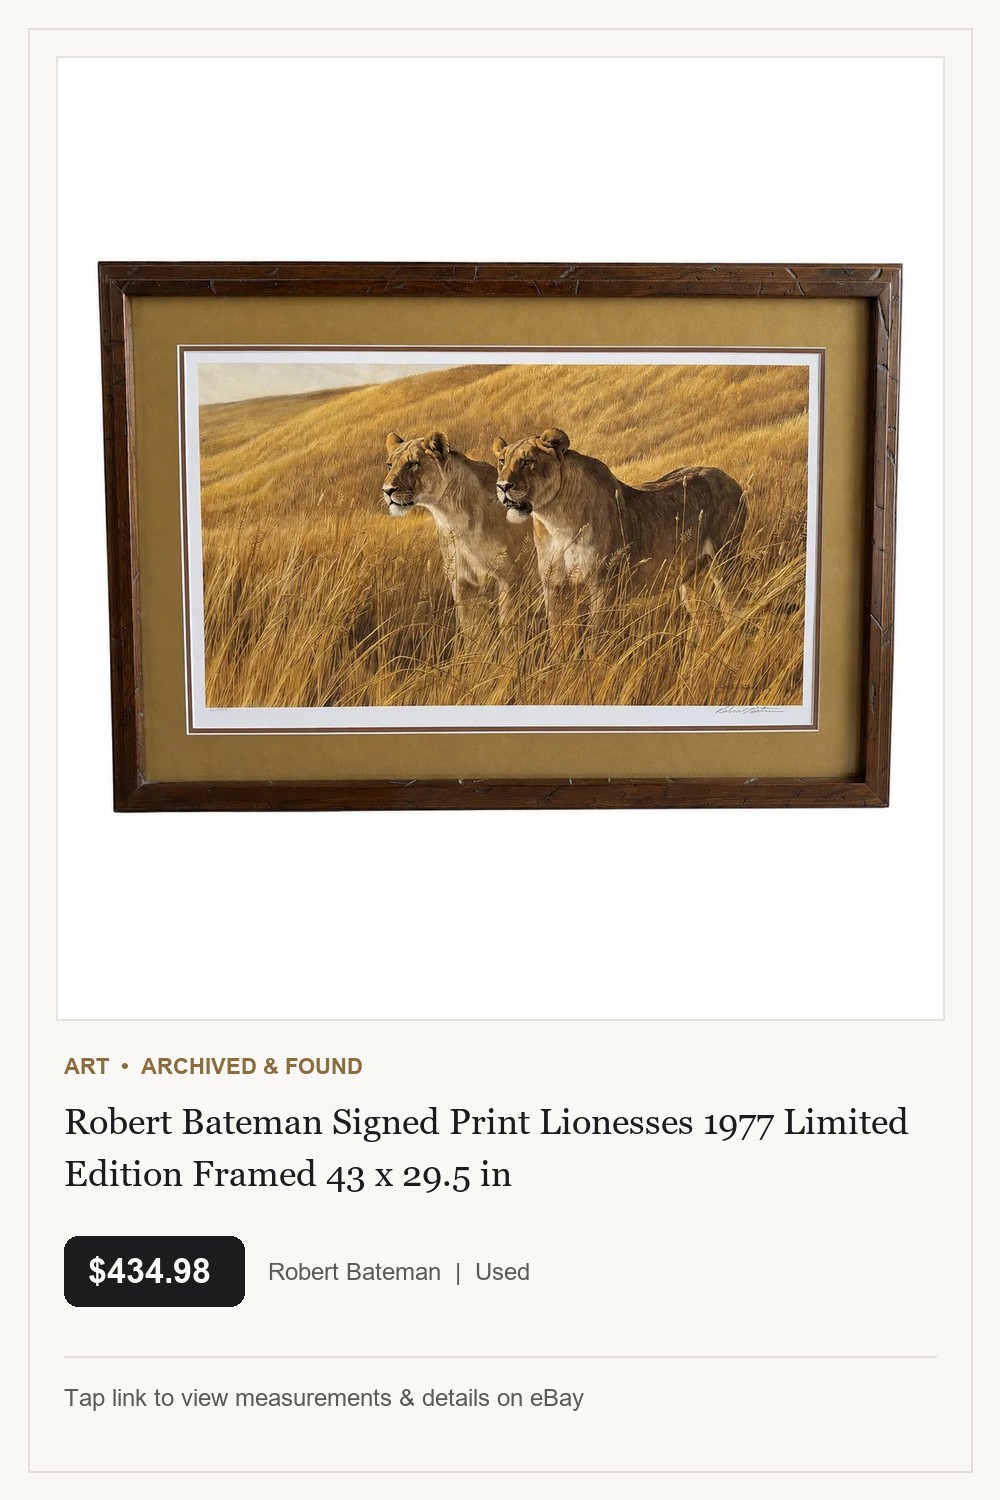 ART • ARCHIVED & FOUND
Robert Bateman Signed Print Lionesses 1977 Limited
Edition Framed 43 x 29.5 in
$434.98
Robert Bateman | Used
Tap link to view measurements & details on eBay